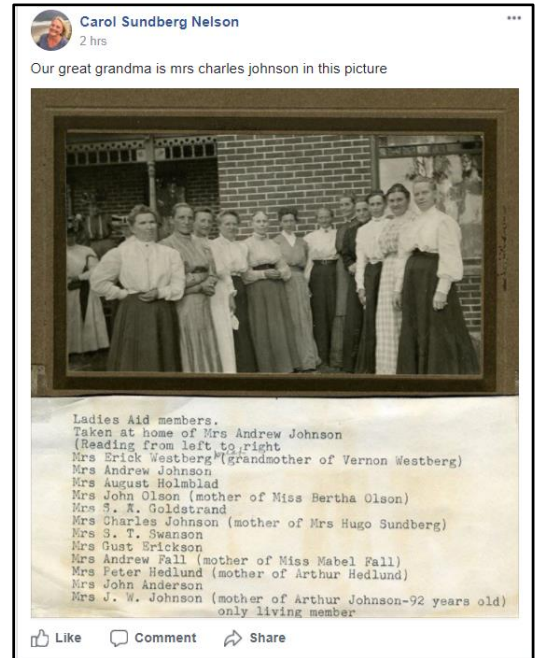 Carol Sundberg Nelson
2 hrs
Our great grandma is mrs charles johnson in this picture
Ladies Aid members.
Taken at home of Mrs Andrew Johnson
(Reading from left to right
Mrs Erick Westberg (grandmother of Vernon Westberg)
Mrs Andrew Johnson
Mrs August Holmblad
Mrs John Olson (mother of Miss Bertha Olson)
Mrs S. A. Goldstrand
Mrs Charles Johnson (mother of Mrs Hugo Sundberg)
Mrs S. T. Swanson
Mrs Gust Erickson
Mrs Andrew Fall (mother of Miss Mabel Fall)
Mrs Peter Hedlund (mother of Arthur Hedlund)
Mrs John Anderson
Mrs J. W. Johnson (mother of Arthur Johnson-92 years old)
only living member
Like Comment Share